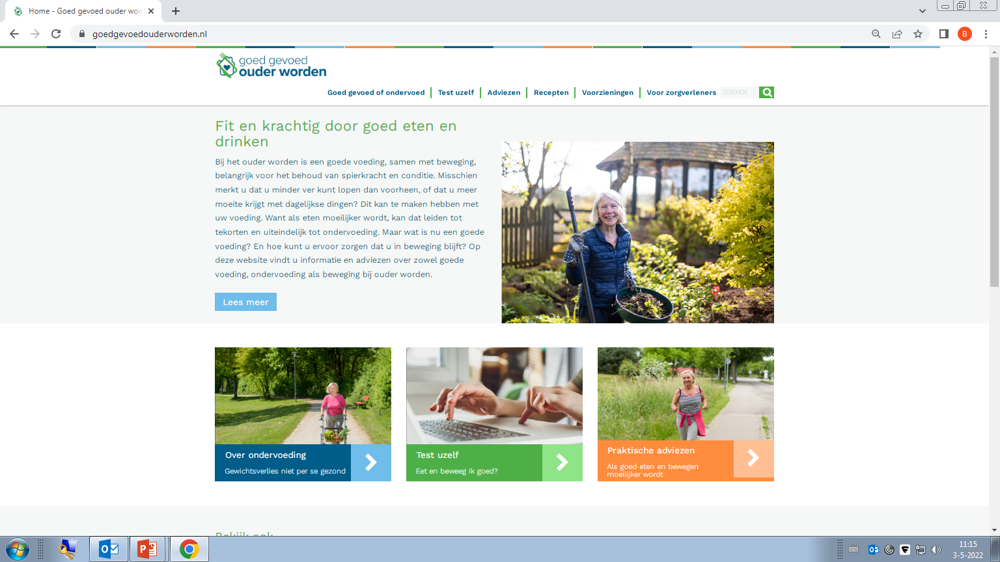 Home - Goed gevoed ouder wor
goedgevoedouderworden.nl
B
goed gevoed
ouder worden
Goed gevoed of ondervoed
Test uzelf
Adviezen
Recepten
Voorzieningen
Voor zorgverleners
ZOEKEN
Fit en krachtig door goed eten en
drinken
Bij het ouder worden is een goede voeding, samen met beweging,
belangrijk voor het behoud van spierkracht en conditie. Misschien
merkt u dat u minder ver kunt lopen dan voorheen, of dat u meer
moeite krijgt met dagelijkse dingen? Dit kan te maken hebben met
uw voeding. Want als eten moeilijker wordt, kan dat leiden tot
tekorten en uiteindelijk tot ondervoeding. Maar wat is nu een goede
voeding? En hoe kunt u ervoor zorgen dat u in beweging blijft? Op
deze website vindt u informatie en adviezen over zowel goede
voeding, ondervoeding als beweging bij ouder worden.
Lees meer
Over ondervoeding
Gewichtsverlies niet per se gezond
Test uzelf
Eet en beweeg ik goed?
Praktische adviezen
Als goed eten en bewegen
moeilijker wordt
Bekijk ook
11:15
3-5-2022